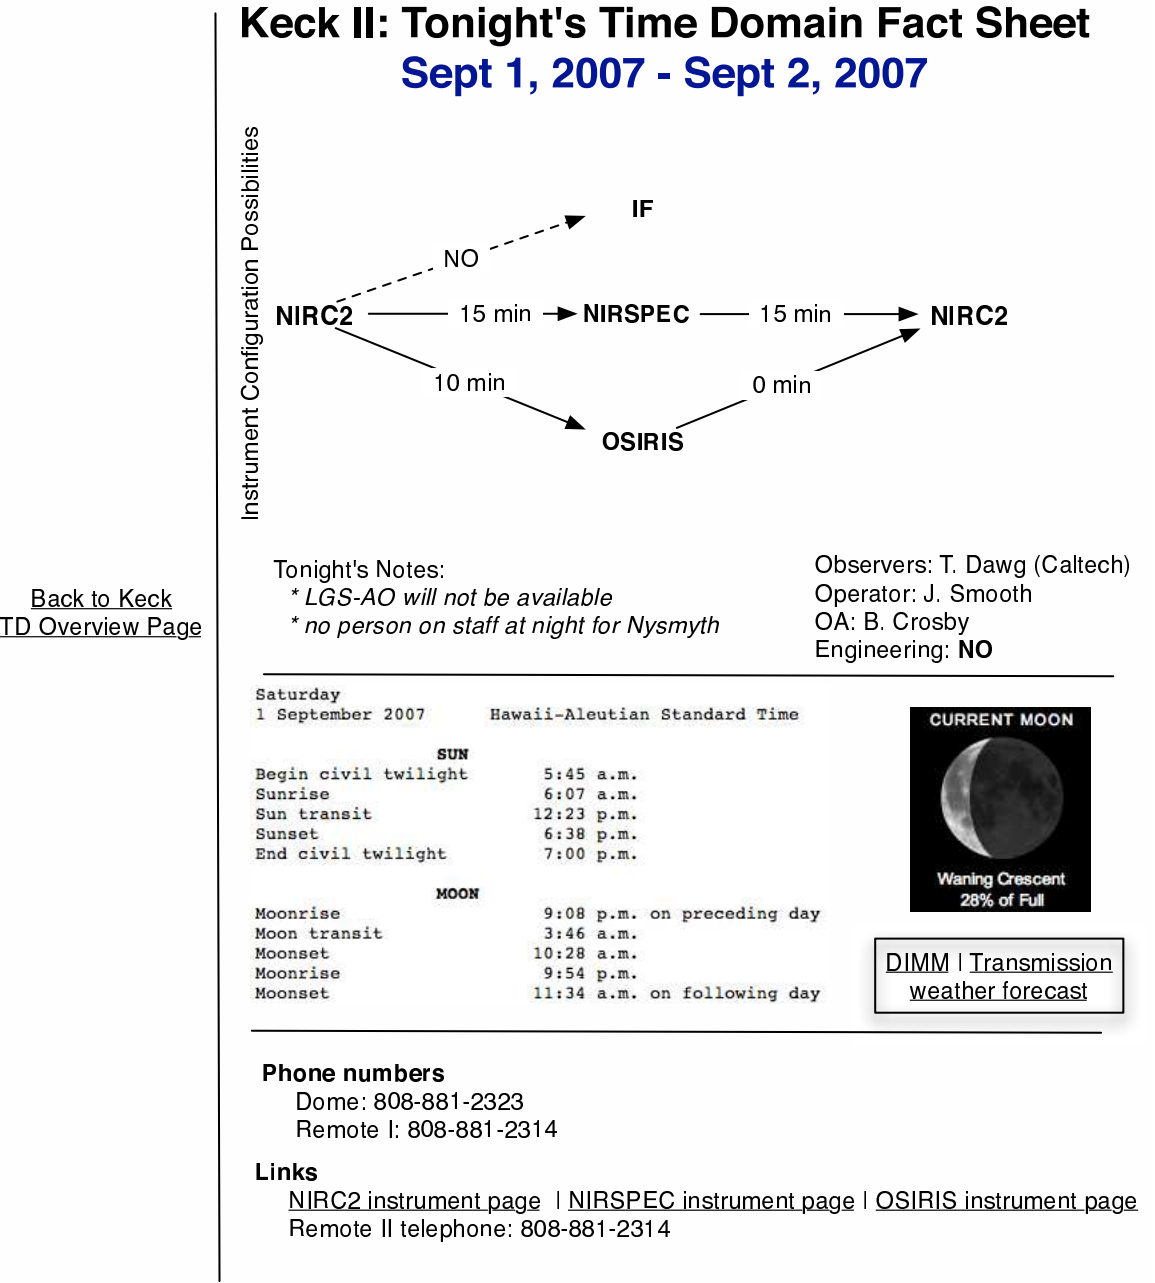 Keck II: Tonight's Time Domain Fact Sheet
Sept 1, 2007 - Sept 2, 2007
Instrument Configuration Possibilities
IF
NO
NIRC2
15 min
NIRSPEC
15 min
NIRC2
10 min
0 min
OSIRIS
Tonight's Notes:
* LGS-AO will not be available
* no person on staff at night for Nysmyth
Observers: T. Dawg (Caltech)
Operator: J. Smooth
OA: B. Crosby
Engineering: NO
Back to Keck
TD Overview Page
Saturday
1 September 2007 Hawaii-Aleutian Standard Time
SUN
Begin civil twilight 5:45 a.m.
Sunrise 6:07 a.m.
Sun transit 12:23 p.m.
Sunset 6:38 p.m.
End civil twilight 7:00 p.m.
MOON
Moonrise 9:08 p.m. on preceding day
Moon transit 3:46 a.m.
Moonset 10:28 a.m.
Moonrise 9:54 p.m.
Moonset 11:34 a.m. on following day
CURRENT MOON
Waning Crescent
28% of Full
DIMM | Transmission
weather forecast
Phone numbers
Dome: 808-881-2323
Remote I: 808-881-2314
Links
NIRC2 instrument page | NIRSPEC instrument page | OSIRIS instrument page
Remote II telephone: 808-881-2314